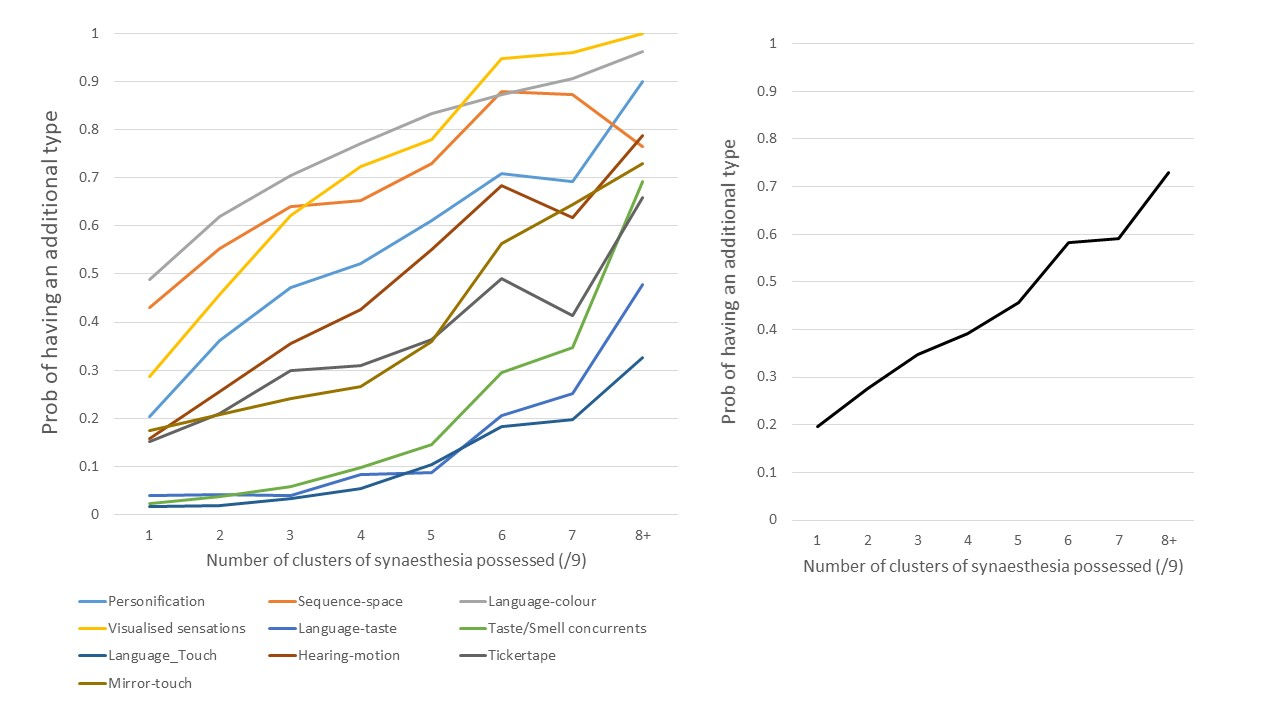 Prob of having an additional type
1
0.9
0.8
0.7
0.6
0.5
0.4
0.3
0.2
0.1
0
1 2 3 4 5 6 7 8+
Number of clusters of synaesthesia possessed (/9)
Personification Sequence-space Language-colour
Visualised sensations Language-taste Taste/Smell concurrents
Language_Touch Hearing-motion Tickertape
Mirror-touch
Prob of having an additional type
1
0.9
0.8
0.7
0.6
0.5
0.4
0.3
0.2
0.1
0
1 2 3 4 5 6 7 8+
Number of clusters of synaesthesia possessed (/9)